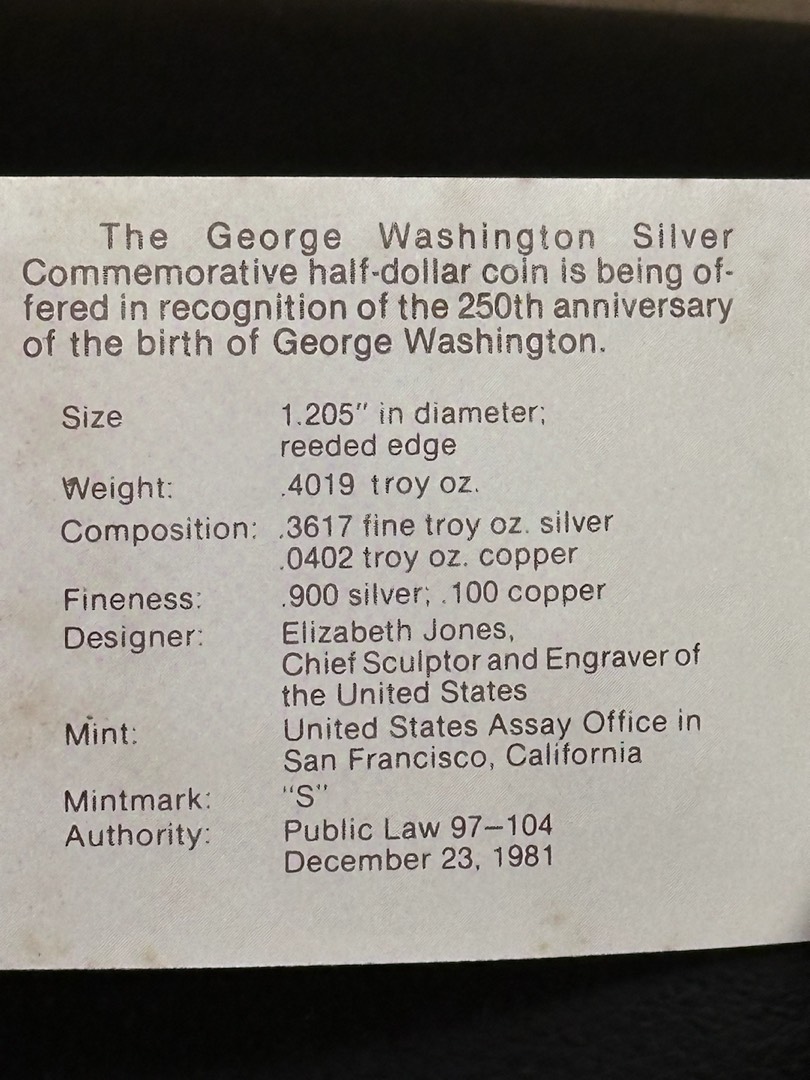 The George Washington Silver
Commemorative half-dollar coin is being of-
fered in recognition of the 250th anniversary
of the birth of George Washington.
Size 1.205" in diameter;
reeded edge
Weight: .4019 troy oz.
Composition: .3617 fine troy oz. silver
.0402 troy oz. copper
Fineness: .900 silver; .100 copper
Designer: Elizabeth Jones,
Chief Sculptor and Engraver of
the United States
Mint: United States Assay Office in
San Francisco, California
Mintmark: "S"
Authority: Public Law 97–104
December 23, 1981